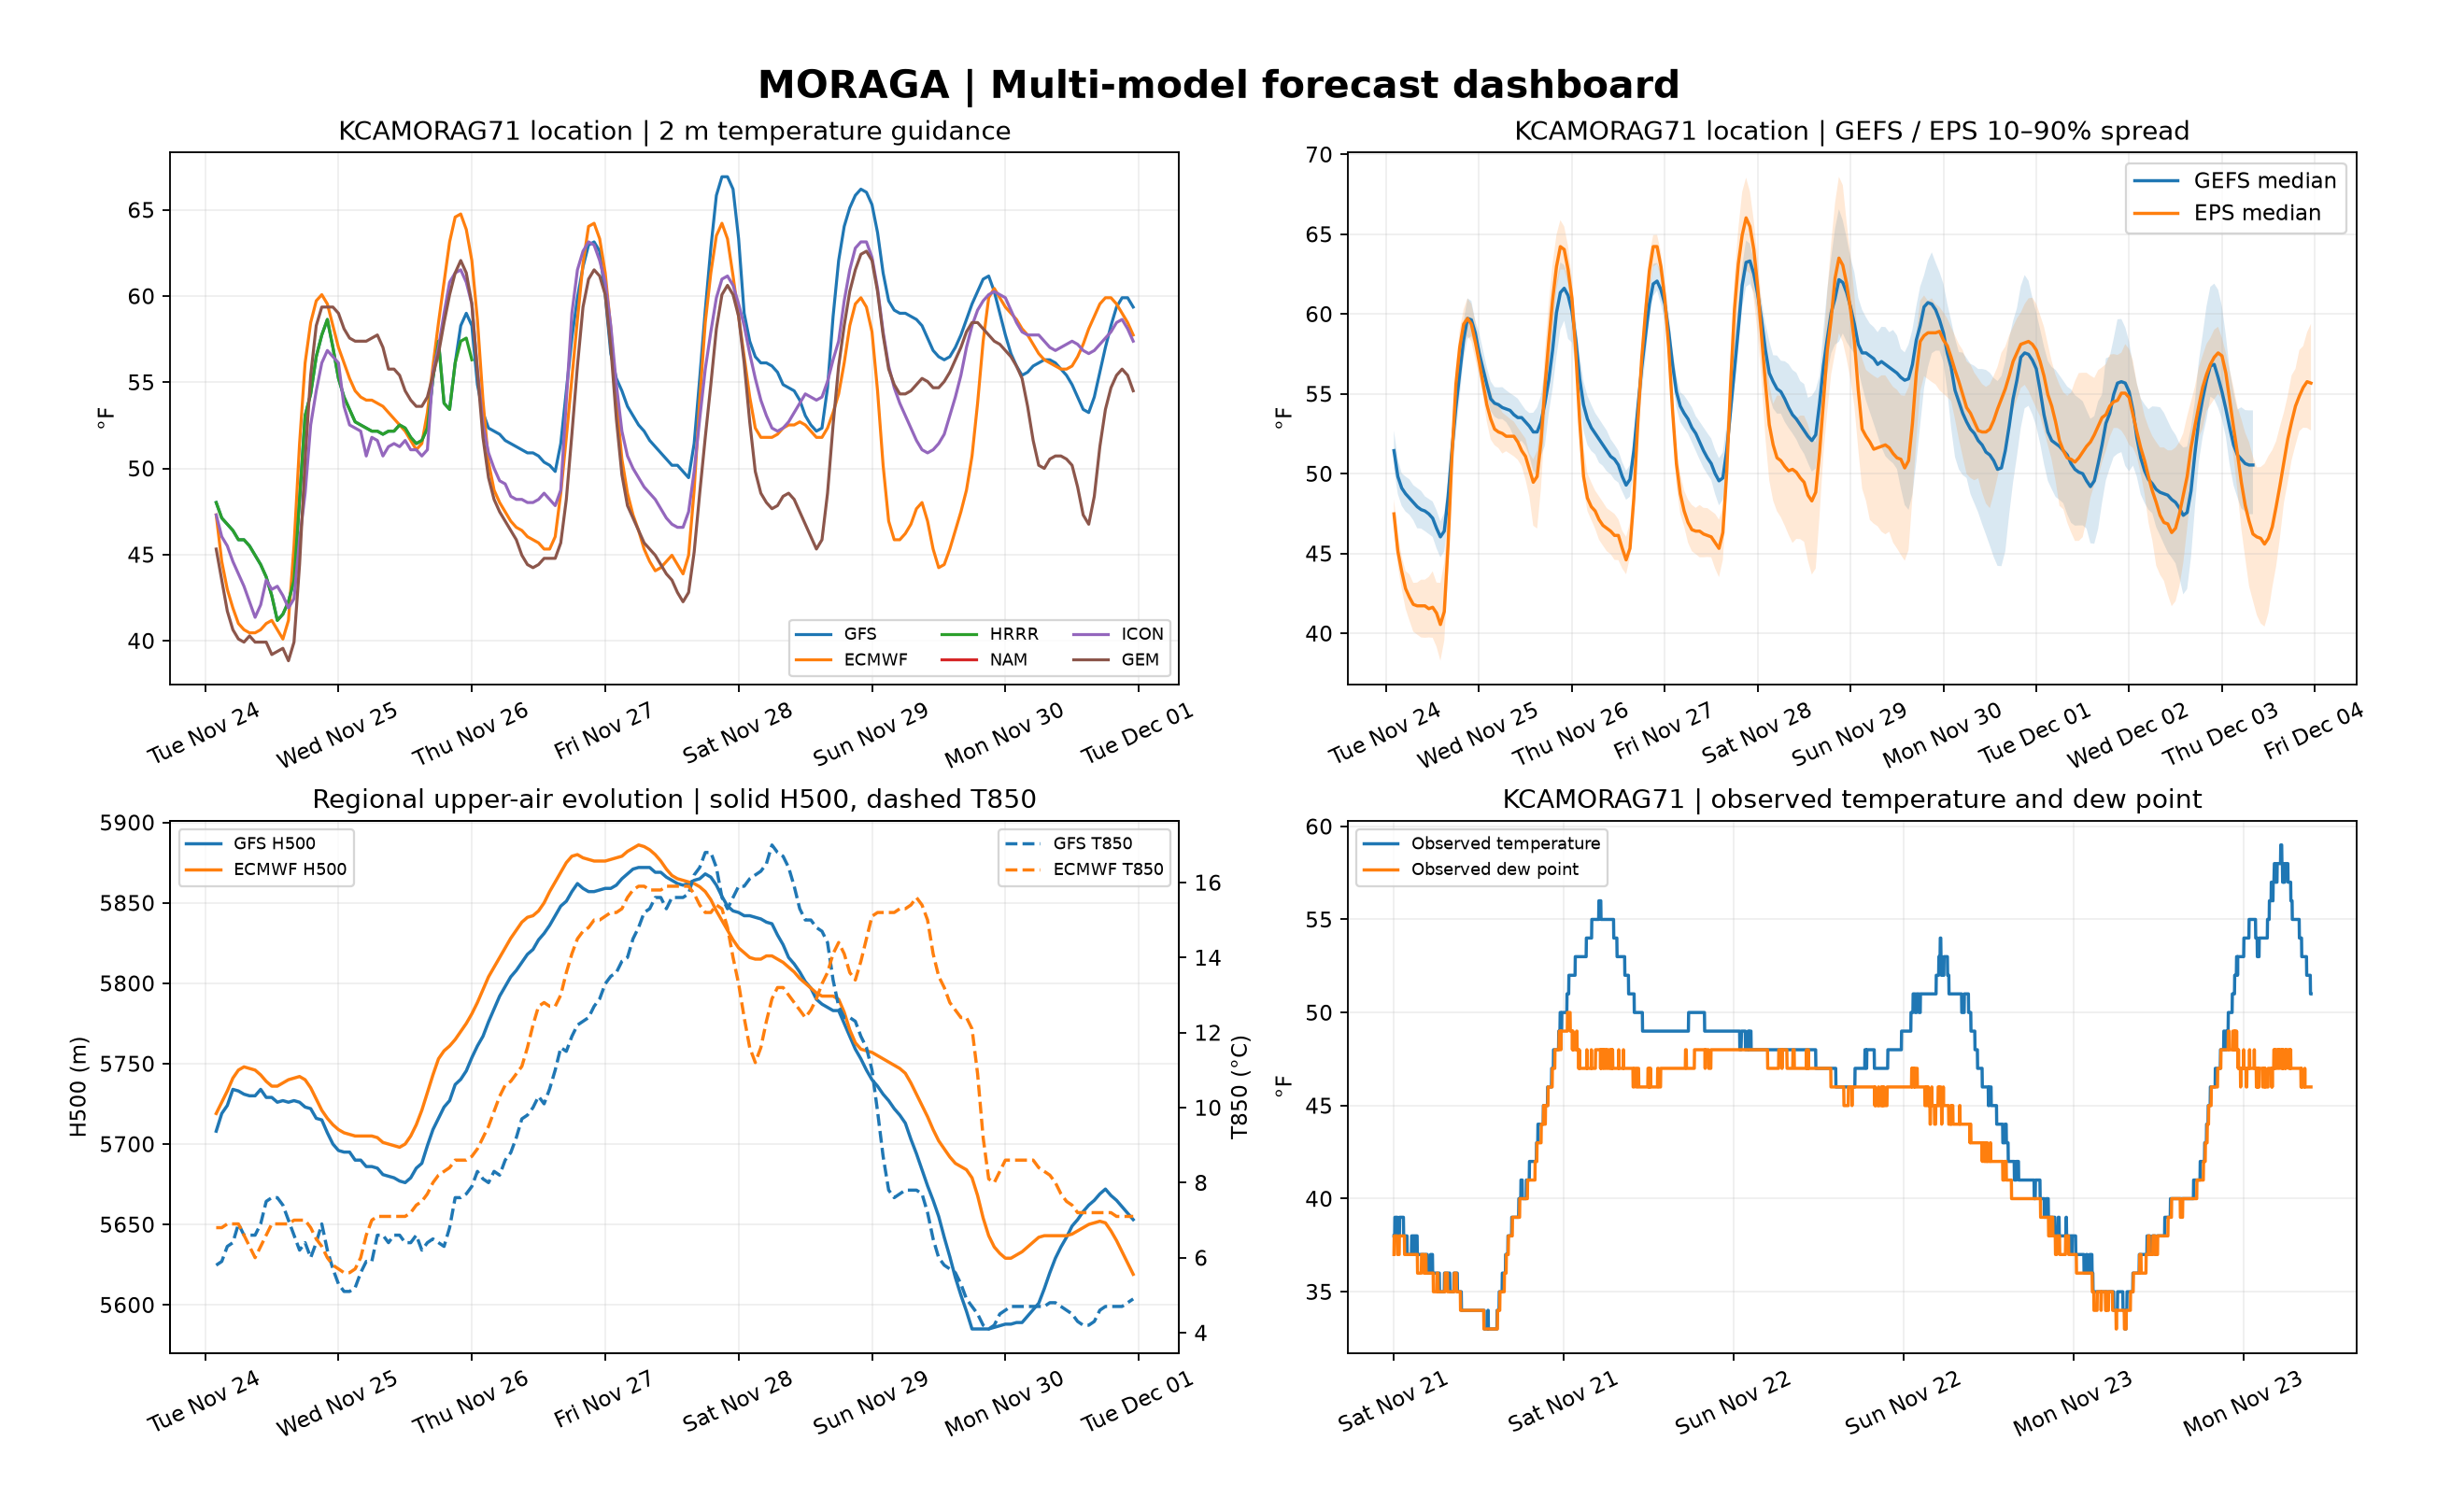 MORAGA | Multi-model forecast dashboard
KCAMORAG71 location | 2 m temperature guidance
°F
65
60
55
50
45
40
GFS
ECMWF
HRRR
NAM
ICON
GEM
Tue Nov 24
Wed Nov 25
Thu Nov 26
Fri Nov 27
Sat Nov 28
Sun Nov 29
Mon Nov 30
Tue Dec 01
KCAMORAG71 location | GEFS / EPS 10–90% spread
°F
70
65
60
55
50
45
40
GEFS median
EPS median
Tue Nov 24
Wed Nov 25
Thu Nov 26
Fri Nov 27
Sat Nov 28
Sun Nov 29
Mon Nov 30
Tue Dec 01
Wed Dec 02
Thu Dec 03
Fri Dec 04
Regional upper-air evolution | solid H500, dashed T850
H500 (m)
5900
5850
5800
5750
5700
5650
5600
GFS H500
ECMWF H500
GFS T850
ECMWF T850
16
14
12
10
8
6
4
T850 (°C)
Tue Nov 24
Wed Nov 25
Thu Nov 26
Fri Nov 27
Sat Nov 28
Sun Nov 29
Mon Nov 30
Tue Dec 01
KCAMORAG71 | observed temperature and dew point
°F
60
55
50
45
40
35
Observed temperature
Observed dew point
Sat Nov 21
Sat Nov 21
Sun Nov 22
Sun Nov 22
Mon Nov 23
Mon Nov 23